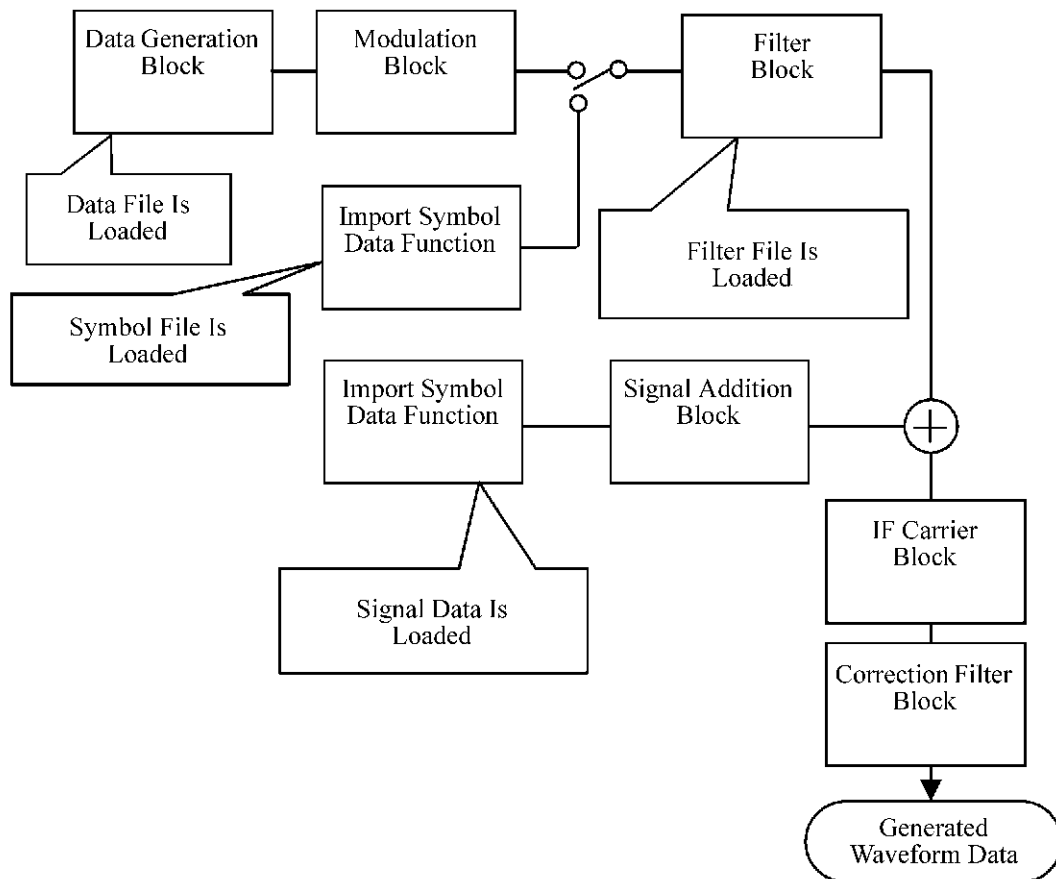 Data Generation
Block
Modulation
Block
Filter
Block
Data File Is
Loaded
Import Symbol
Data Function
Filter File Is
Loaded
Symbol File Is
Loaded
Import Symbol
Data Function
Signal Addition
Block
IF Carrier
Block
Signal Data Is
Loaded
Correction Filter
Block
Generated
Waveform Data